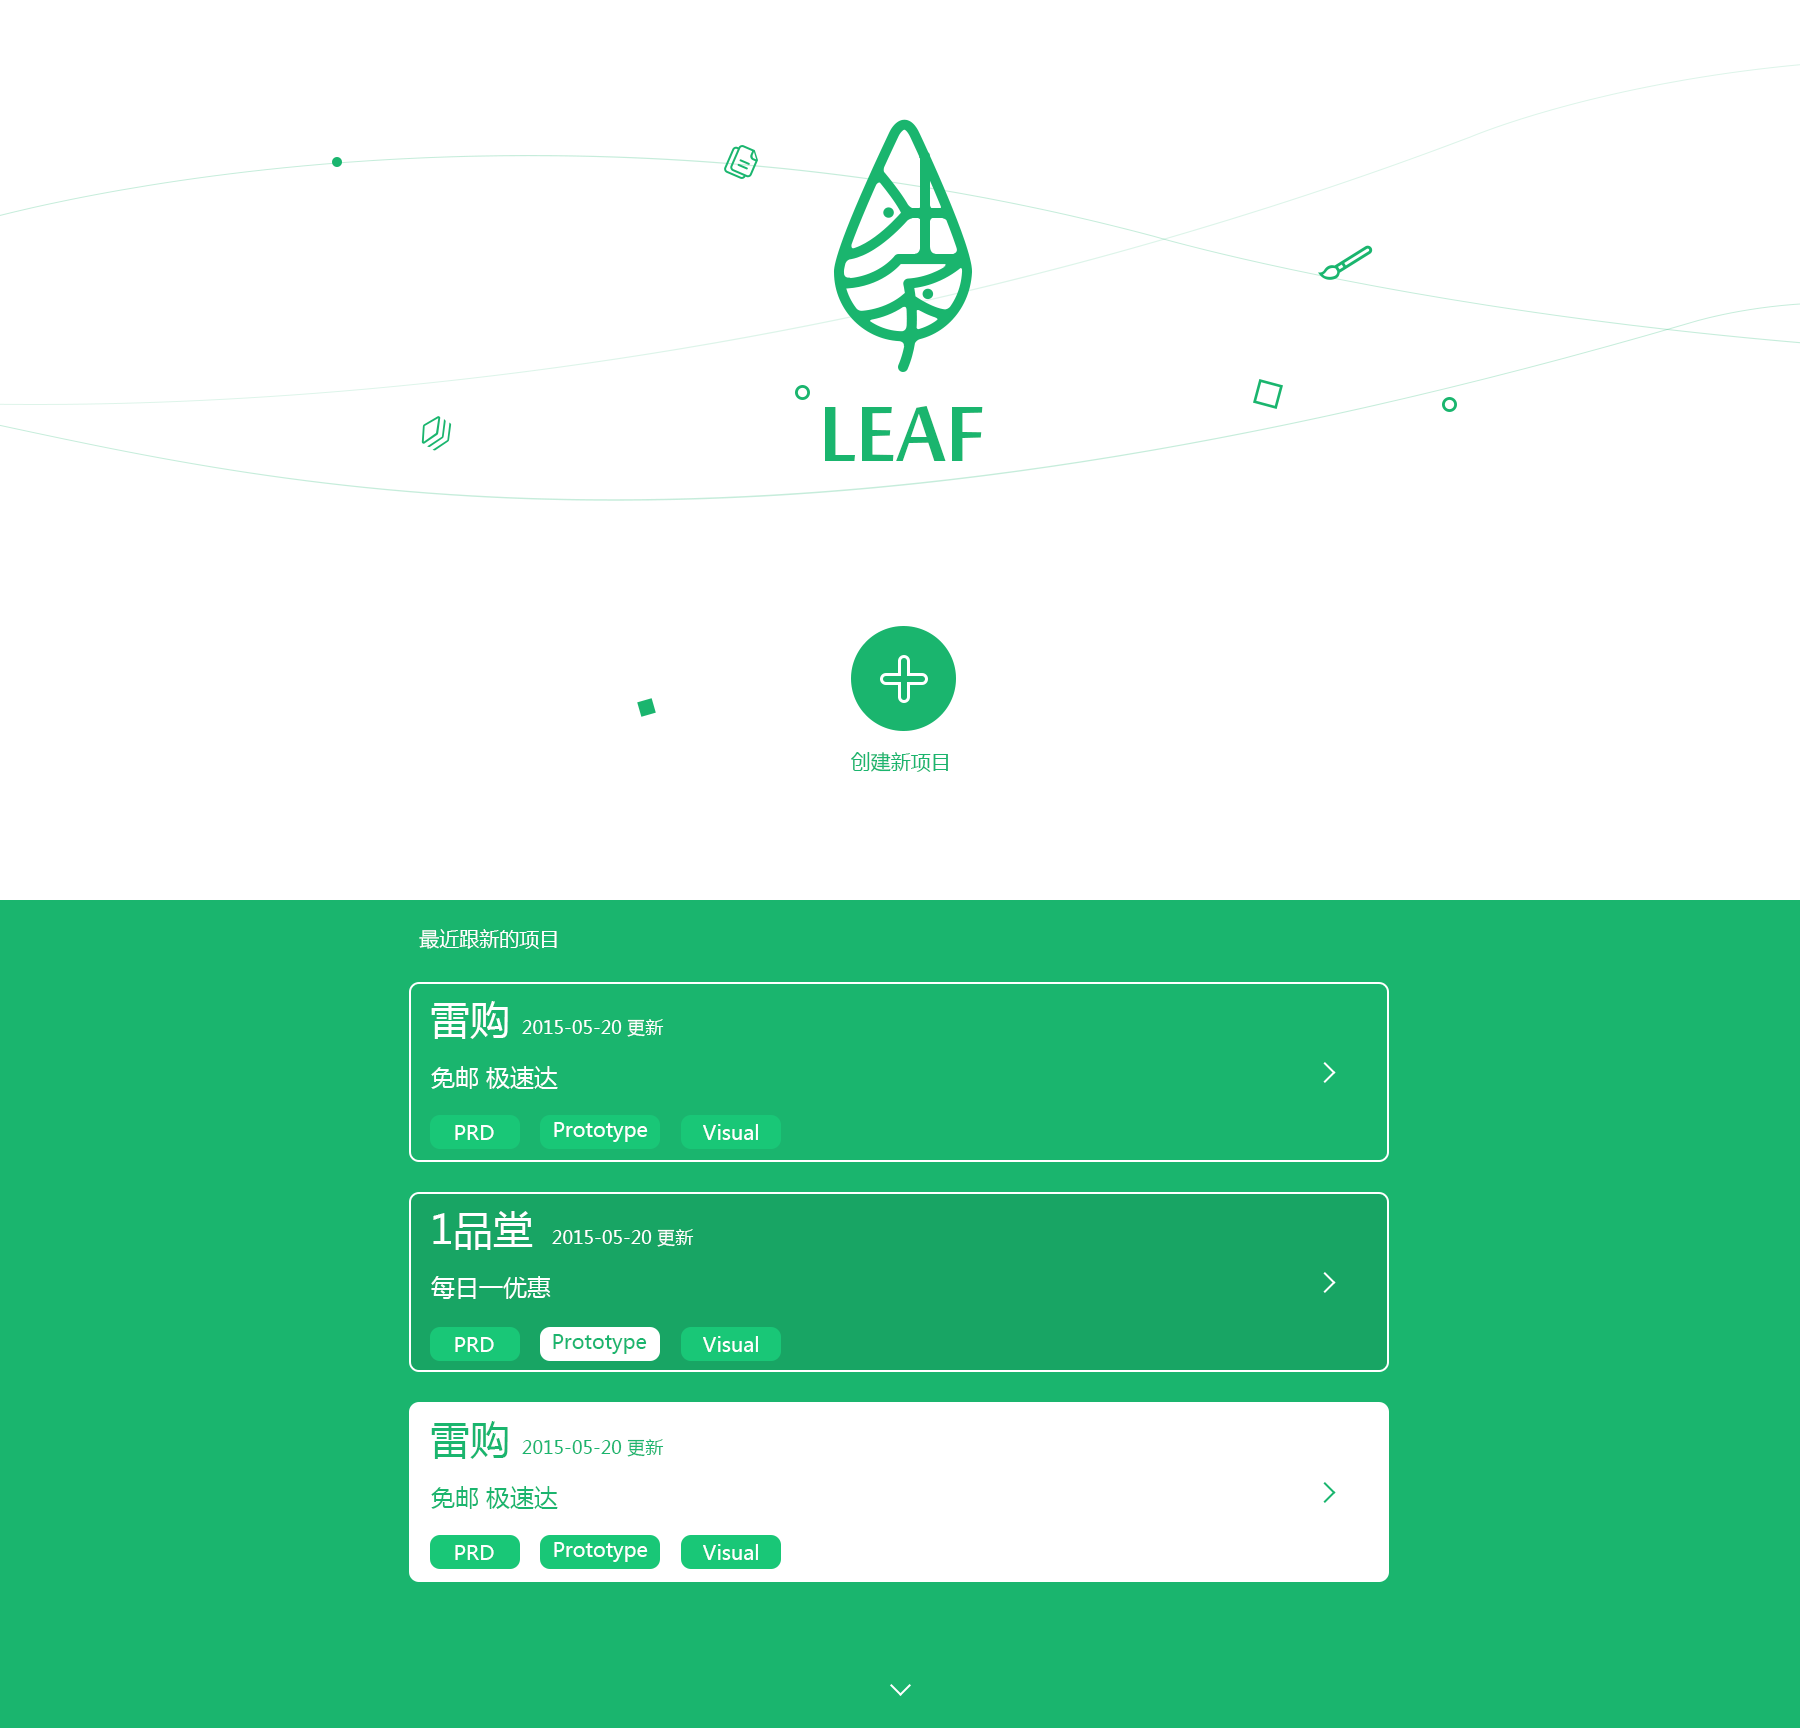 LEAF
创建新项目
最近跟新的项目
雷购 2015-05-20 更新
免邮 极速达
PRD Prototype Visual
1品堂 2015-05-20 更新
每日一优惠
PRD Prototype Visual
雷购 2015-05-20 更新
免邮 极速达
PRD Prototype Visual